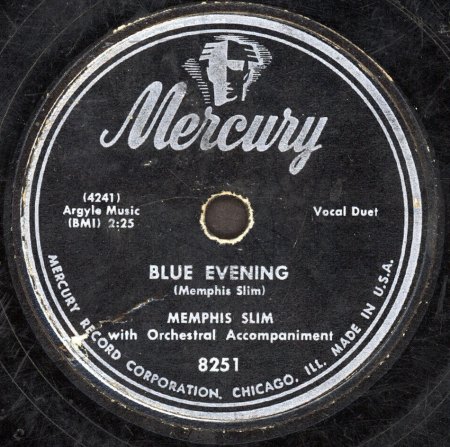 Mercury
(4241)
Argyle Music
(BMI) 2:25
Vocal Duet
BLUE EVENING
(Memphis Slim)
MEMPHIS SLIM
with Orchestral Accompaniment
8251
MERCURY RECORD CORPORATION, CHICAGO, ILL. MADE IN U.S.A.